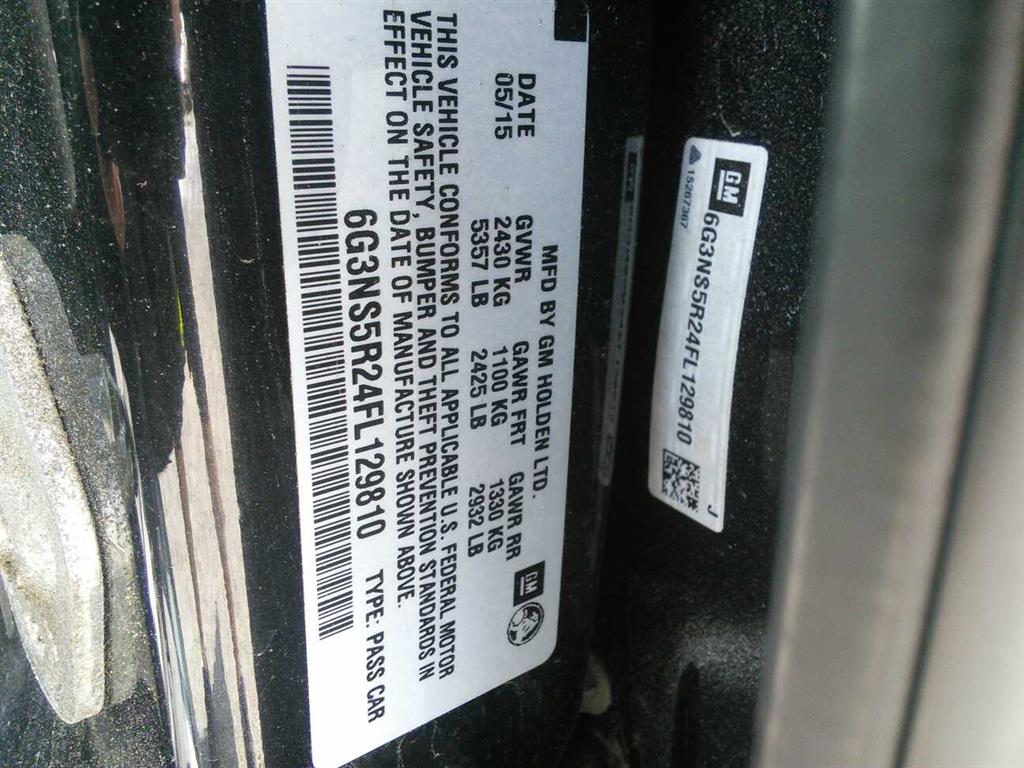 MFD BY GM HOLDEN LTD.
DATE GVWR GAWR FRT GAWR RR
05/15 2430 KG 1100 KG 1330 KG
5357 LB 2425 LB 2932 LB
GM
THIS VEHICLE CONFORMS TO ALL APPLICABLE U.S. FEDERAL MOTOR
VEHICLE SAFETY, BUMPER AND THEFT PREVENTION STANDARDS IN
EFFECT ON THE DATE OF MANUFACTURE SHOWN ABOVE.
6G3NS5R24FL129810 TYPE: PASS CAR
GM 6G3NS5R24FL129810 J
15267367